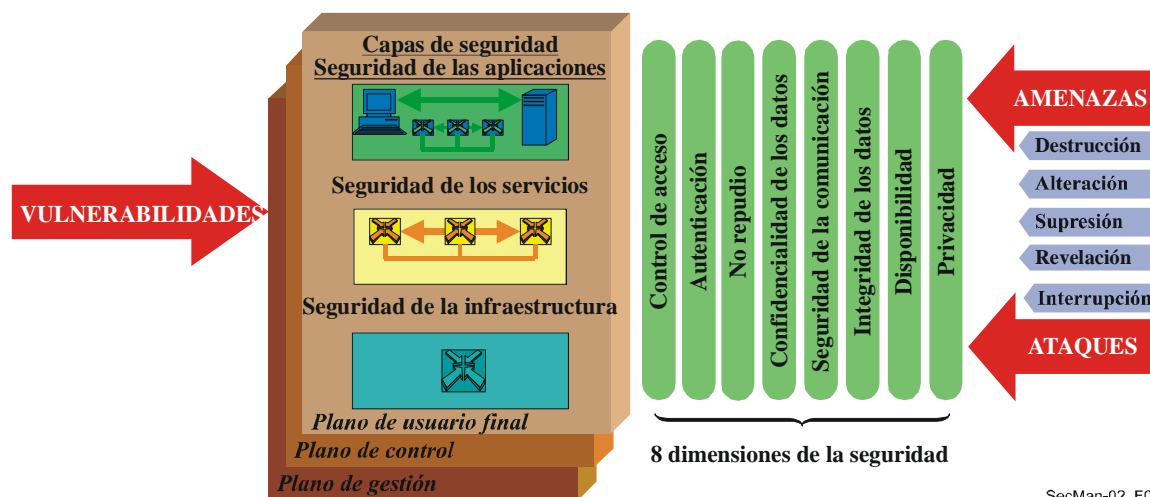 Capas de seguridad
Seguridad de las aplicaciones
VULNERABILIDADES
Seguridad de los servicios
Seguridad de la infraestructura
Plano de usuario final
Plano de control
Plano de gestión
Control de acceso
Autenticación
No repudio
Confidencialidad de los datos
Seguridad de la comunicación
Integridad de los datos
Disponibilidad
Privacidad
8 dimensiones de la seguridad
AMENAZAS
Destrucción
Alteración
Supresión
Revelación
Interrupción
ATAQUES